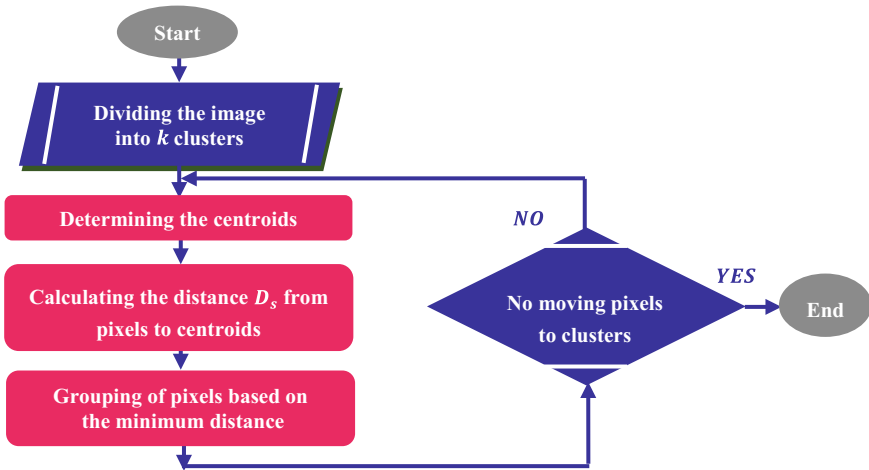 Start
Dividing the image
into k clusters
Determining the centroids
Calculating the distance Dₛ from
pixels to centroids
Grouping of pixels based on
the minimum distance
NO
No moving pixels
to clusters
YES
End